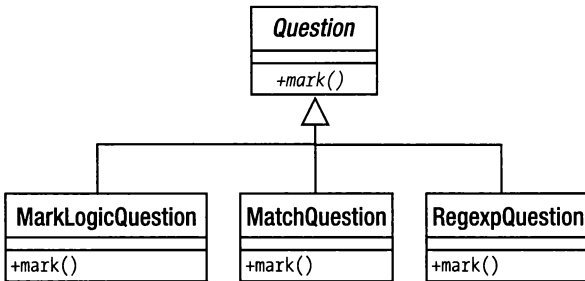 Question
+mark()
MarkLogicQuestion
MatchQuestion
RegexpQuestion
+mark()
+mark()
+mark()